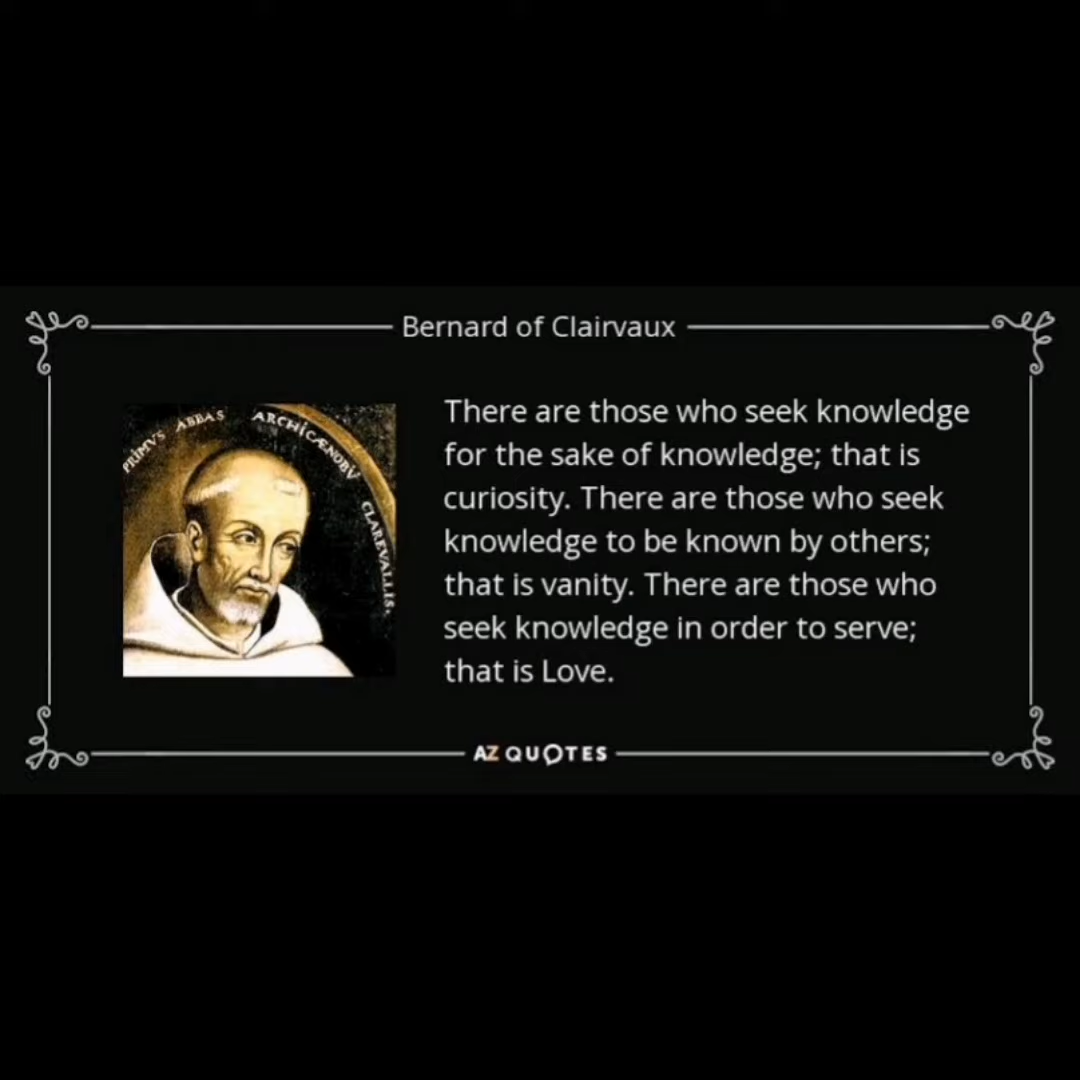 Bernard of Clairvaux
PRIMVS ABBAS ARCHICÆNOBV CLAREVALLIS.
There are those who seek knowledge
for the sake of knowledge; that is
curiosity. There are those who seek
knowledge to be known by others;
that is vanity. There are those who
seek knowledge in order to serve;
that is Love.
AZ QUOTES